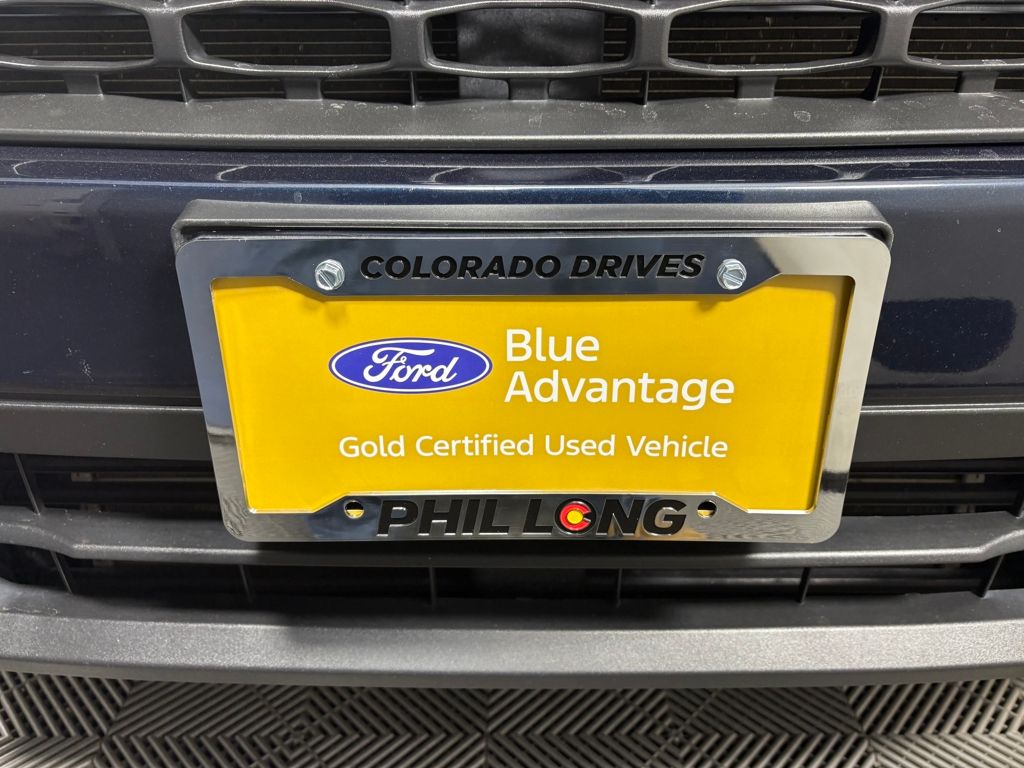 COLORADO DRIVES
Ford
Blue
Advantage
Gold Certified Used Vehicle
PHIL LONG